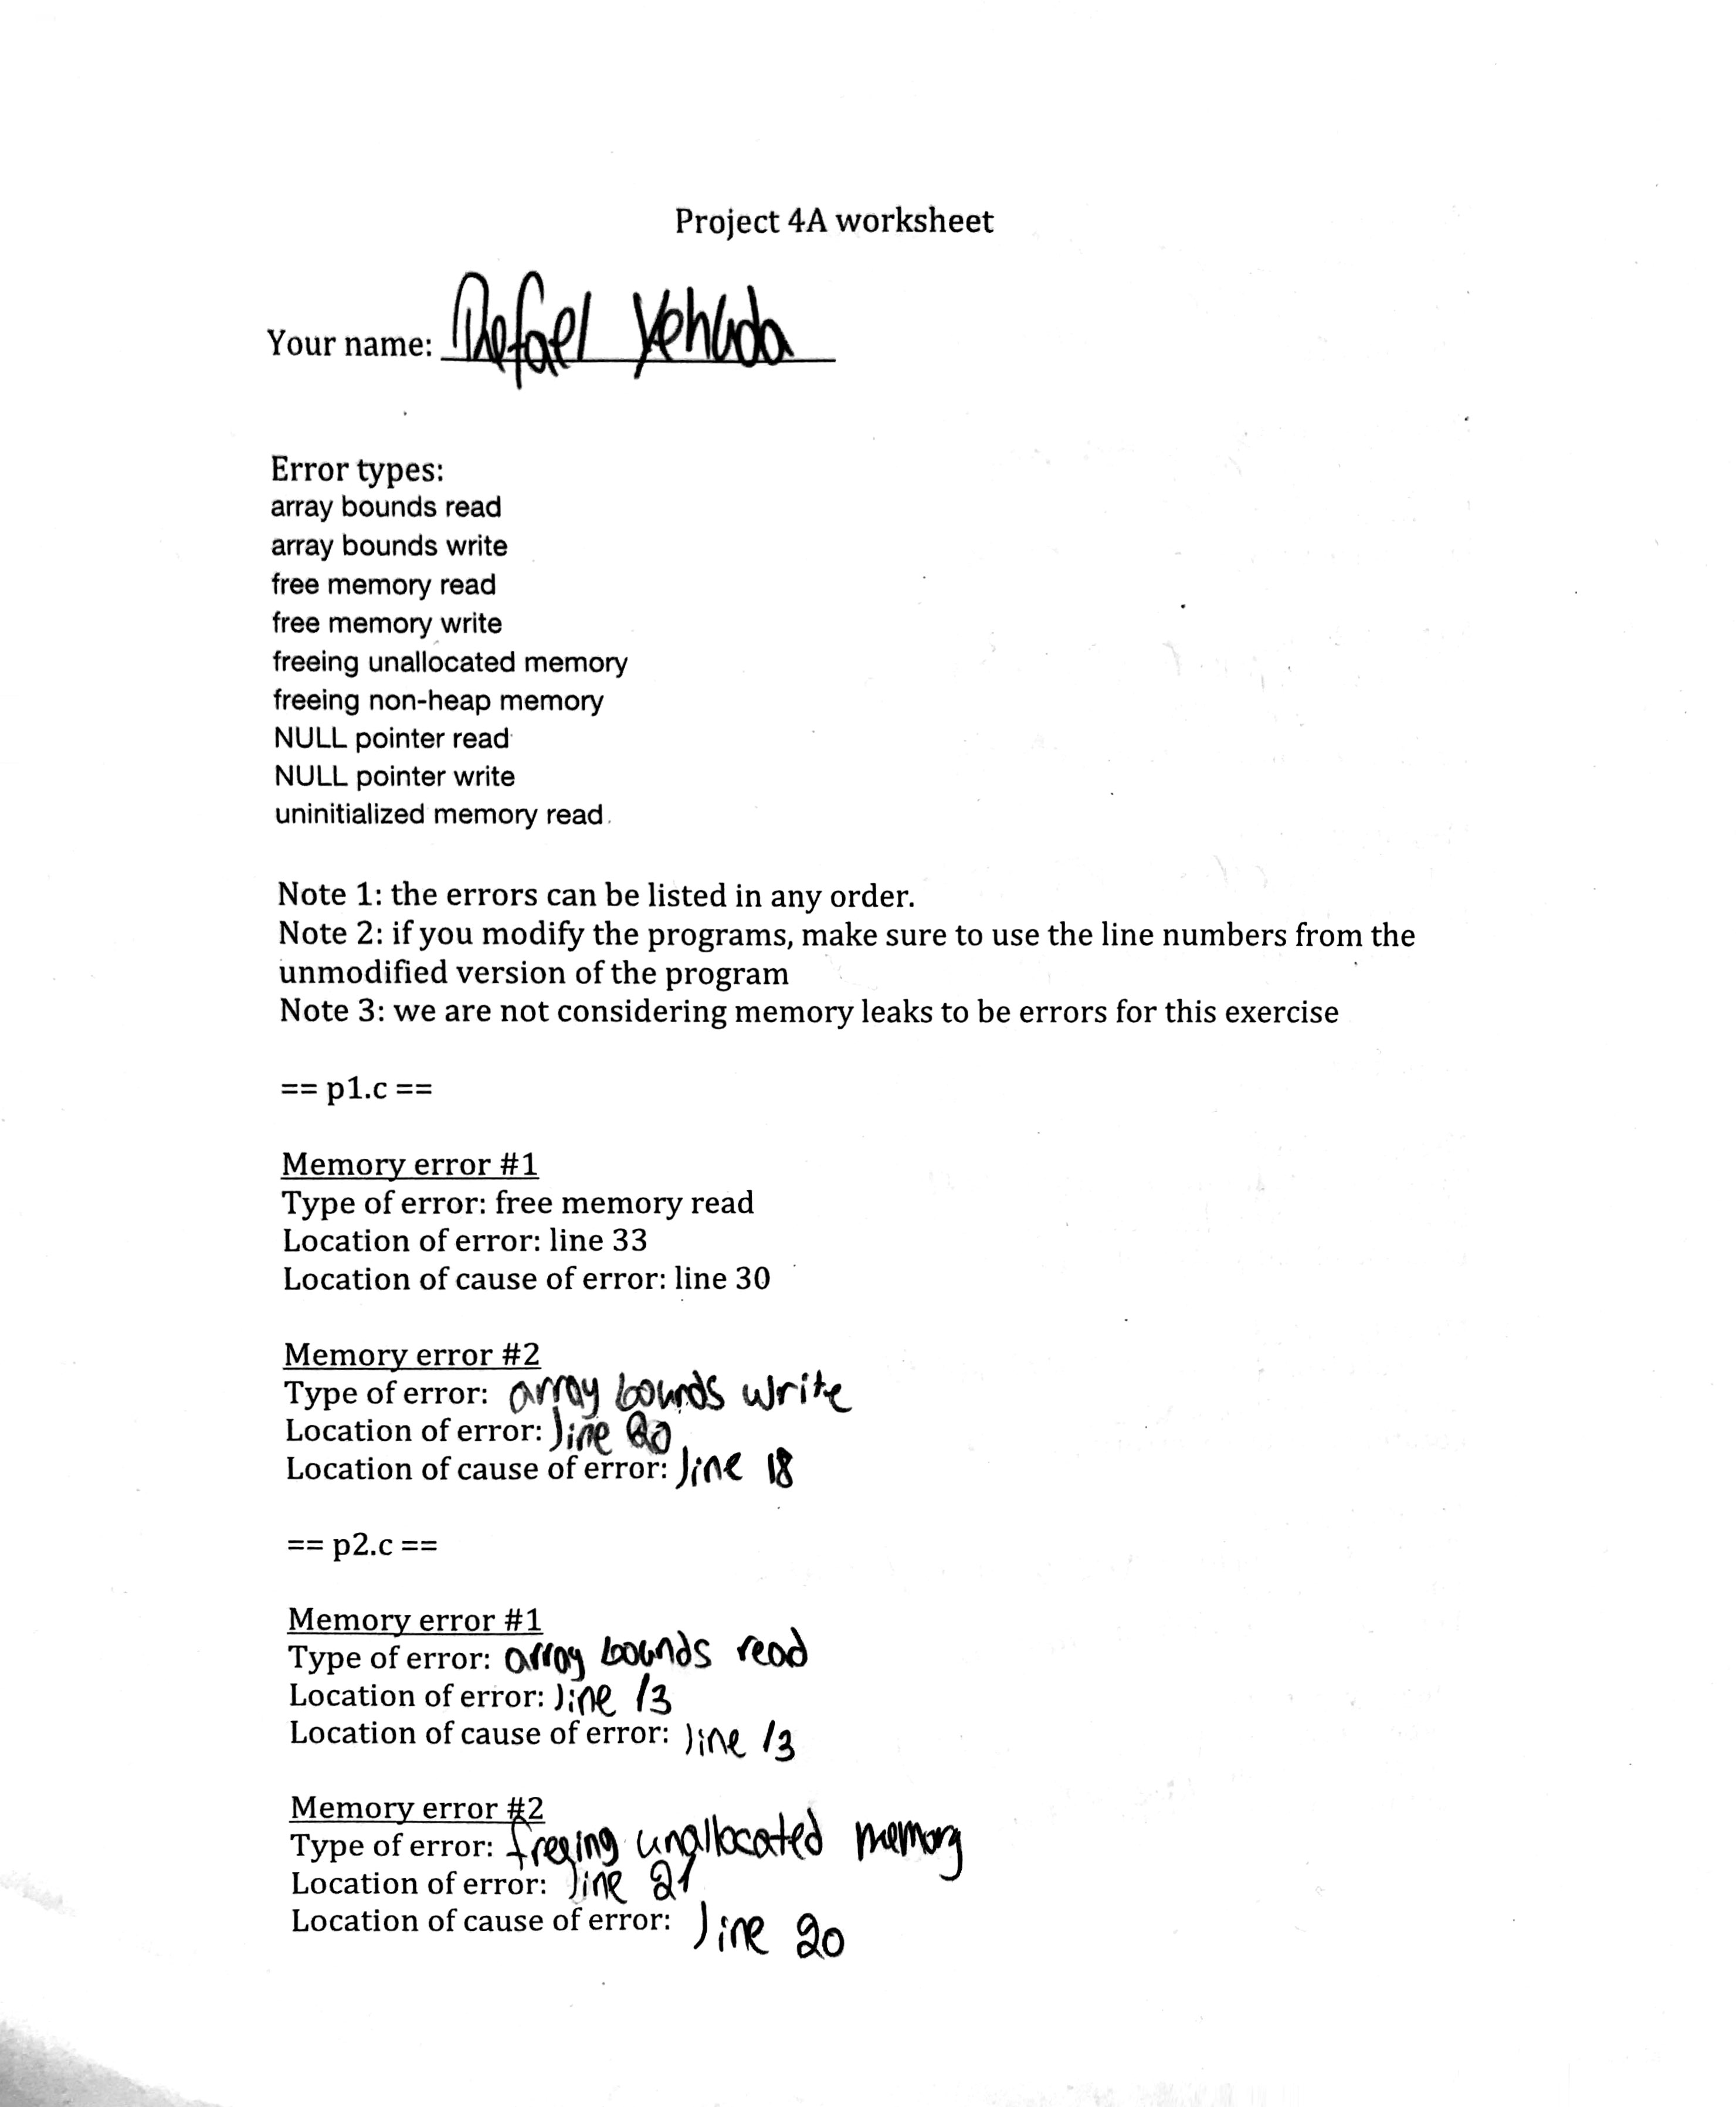 Project 4A worksheet
Your name: Refael Yehuda
Error types:
array bounds read
array bounds write
free memory read
free memory write
freeing unallocated memory
freeing non-heap memory
NULL pointer read
NULL pointer write
uninitialized memory read
Note 1: the errors can be listed in any order.
Note 2: if you modify the programs, make sure to use the line numbers from the
unmodified version of the program
Note 3: we are not considering memory leaks to be errors for this exercise
== p1.c ==
Memory error #1
Type of error: free memory read
Location of error: line 33
Location of cause of error: line 30
Memory error #2
Type of error: array bounds write
Location of error: line 20
Location of cause of error: line 18
== p2.c ==
Memory error #1
Type of error: array bounds read
Location of error: line 13
Location of cause of error: line 13
Memory error #2
Type of error: freeing unallocated memory
Location of error: line 21
Location of cause of error: line 20